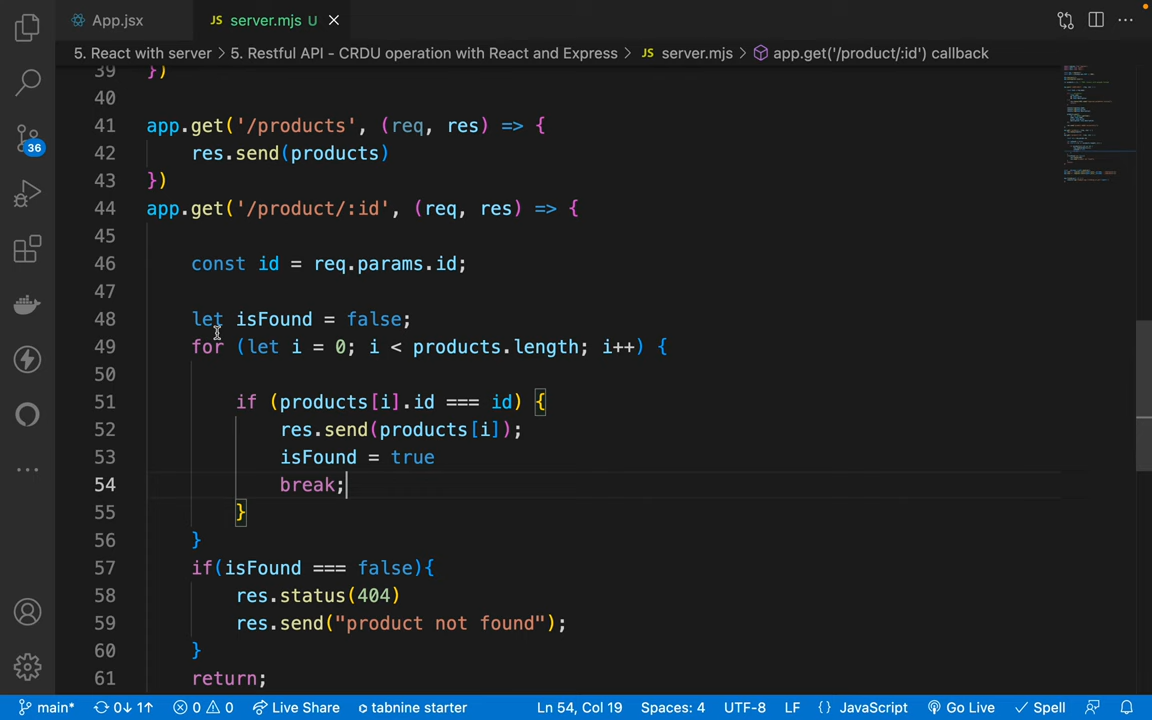 App.jsx
JS server.mjs U
5. React with server > 5. Restful API - CRDU operation with React and Express > JS server.mjs > app.get('/product/:id') callback
39 })
40
41 app.get('/products', (req, res) => {
42 res.send(products)
43 })
44 app.get('/product/:id', (req, res) => {
45
46 const id = req.params.id;
47
48 let isFound = false;
49 for (let i = 0; i < products.length; i++) {
50
51 if (products[i].id === id) {
52 res.send(products[i]);
53 isFound = true
54 break;
55 }
56 }
57 if(isFound === false){
58 res.status(404)
59 res.send("product not found");
60 }
61 return;
36
main* 0↓ 1↑ 0 0 Live Share tabnine starter Ln 54, Col 19 Spaces: 4 UTF-8 LF {} JavaScript Go Live Spell